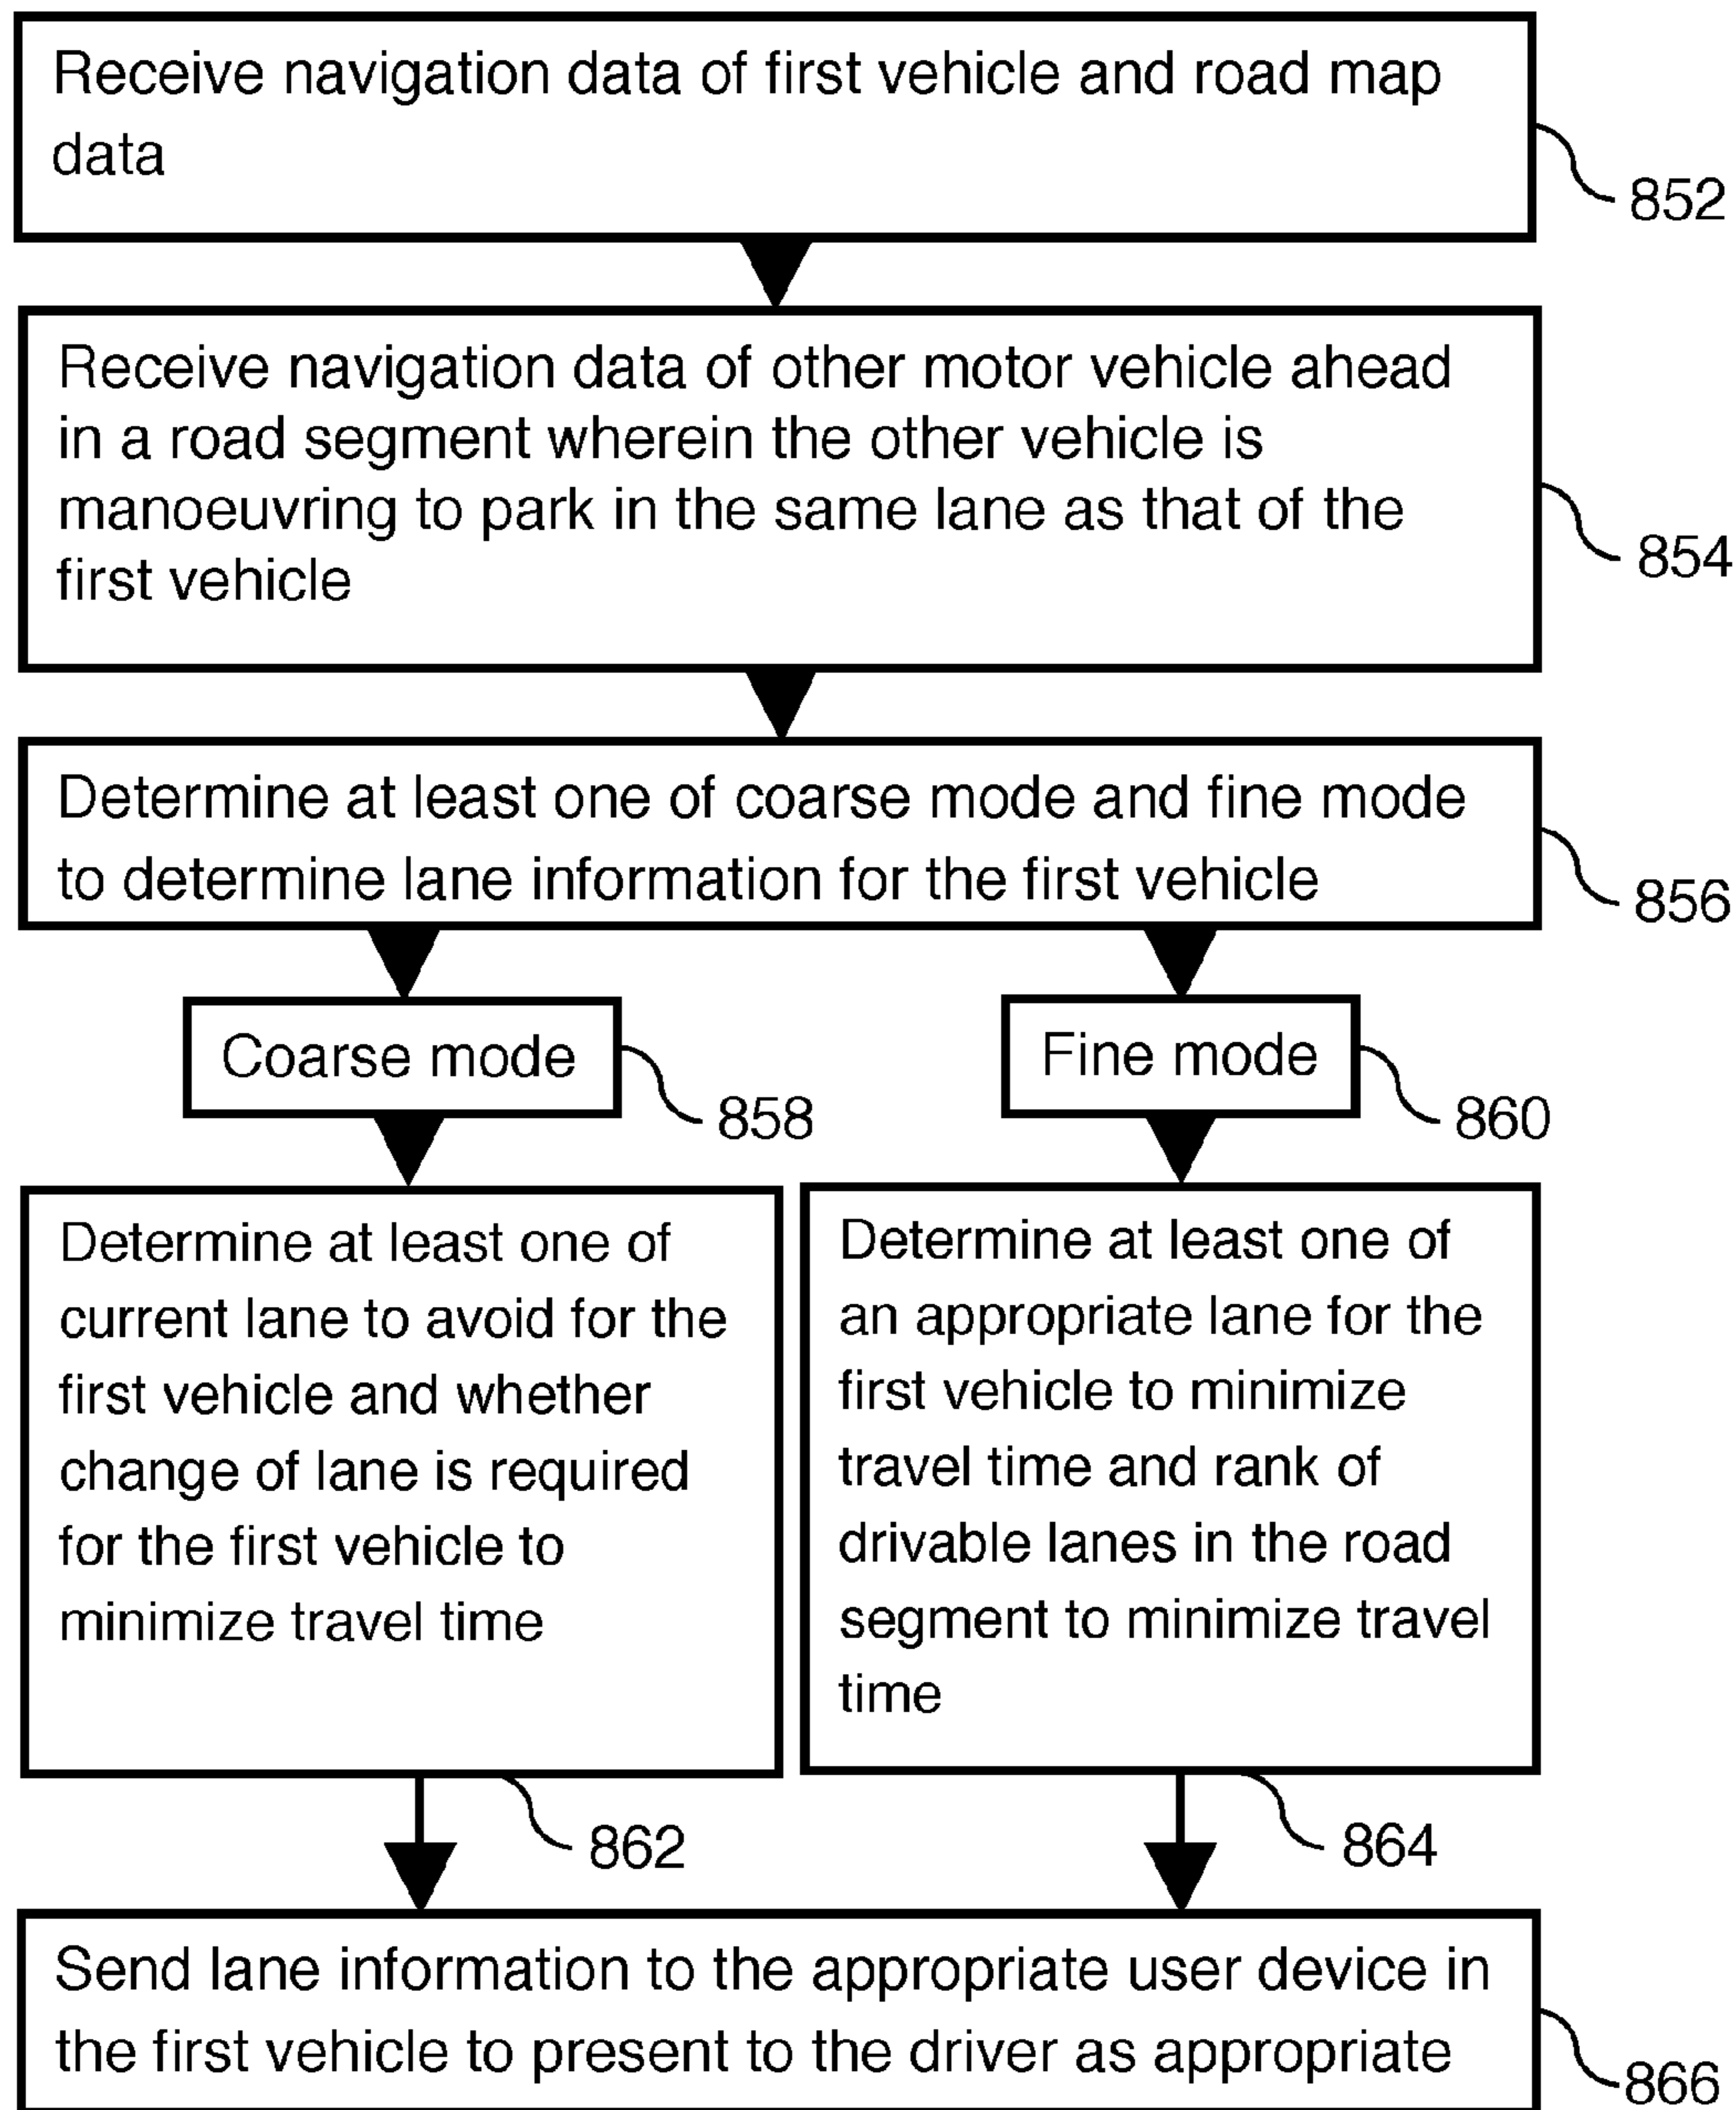 Receive navigation data of first vehicle and road map
data
852
Receive navigation data of other motor vehicle ahead
in a road segment wherein the other vehicle is
manoeuvring to park in the same lane as that of the
first vehicle
854
Determine at least one of coarse mode and fine mode
to determine lane information for the first vehicle
856
Coarse mode
858
Fine mode
860
Determine at least one of
current lane to avoid for the
first vehicle and whether
change of lane is required
for the first vehicle to
minimize travel time
862
Determine at least one of
an appropriate lane for the
first vehicle to minimize
travel time and rank of
drivable lanes in the road
segment to minimize travel
time
864
Send lane information to the appropriate user device in
the first vehicle to present to the driver as appropriate
866